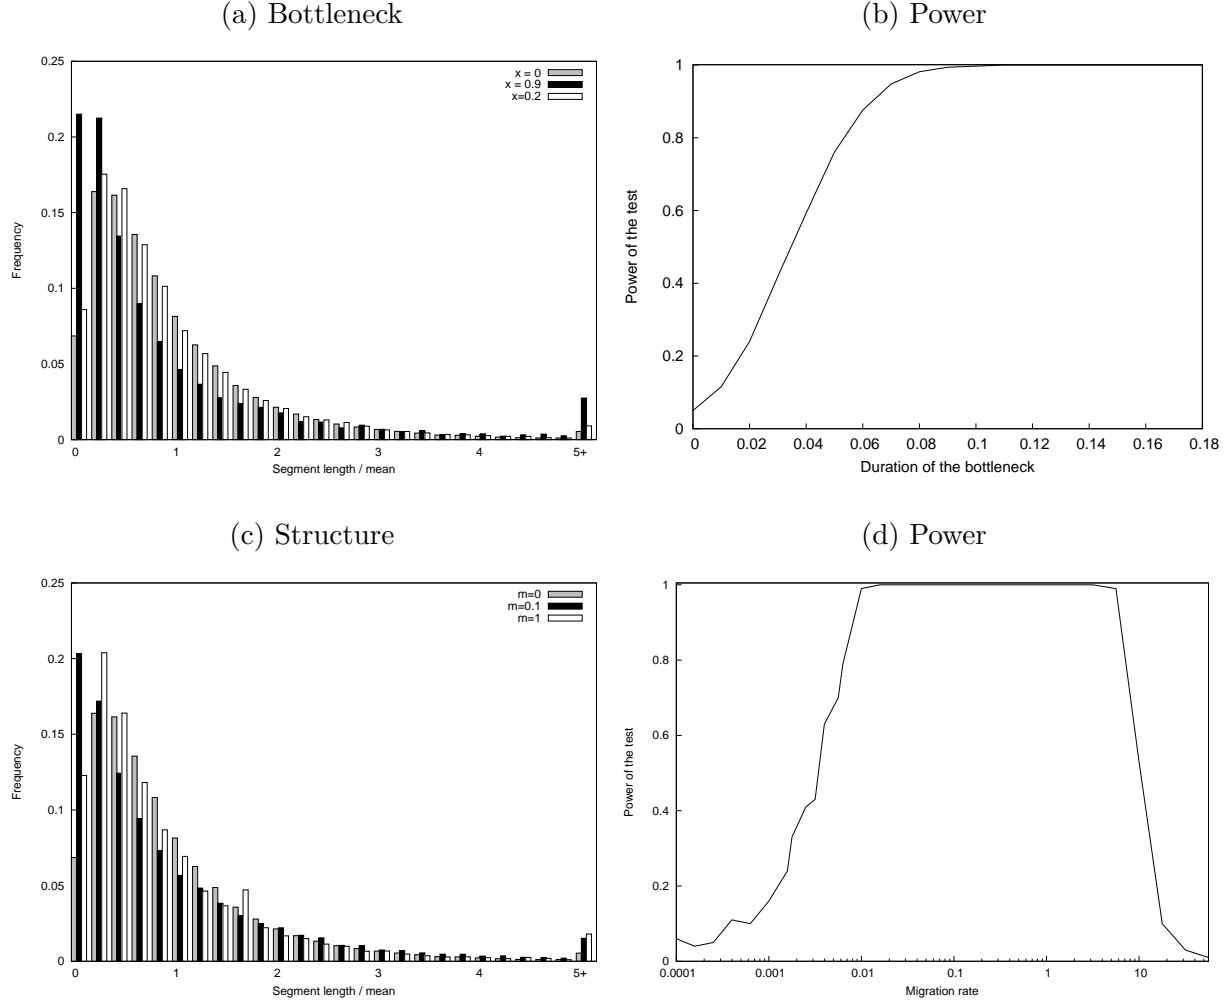 (a) Bottleneck
0.25
0.2
0.15
0.1
0.05
0
Frequency
x = 0
x = 0.9
x=0.2
0 1 2 3 4 5+
Segment length / mean
(b) Power
1
0.8
0.6
0.4
0.2
0
Power of the test
0 0.02 0.04 0.06 0.08 0.1 0.12 0.14 0.16 0.18
Duration of the bottleneck
(c) Structure
0.25
0.2
0.15
0.1
0.05
0
Frequency
m=0
m=0.1
m=1
0 1 2 3 4 5+
Segment length / mean
(d) Power
1
0.8
0.6
0.4
0.2
0
Power of the test
0.0001 0.001 0.01 0.1 1 10
Migration rate